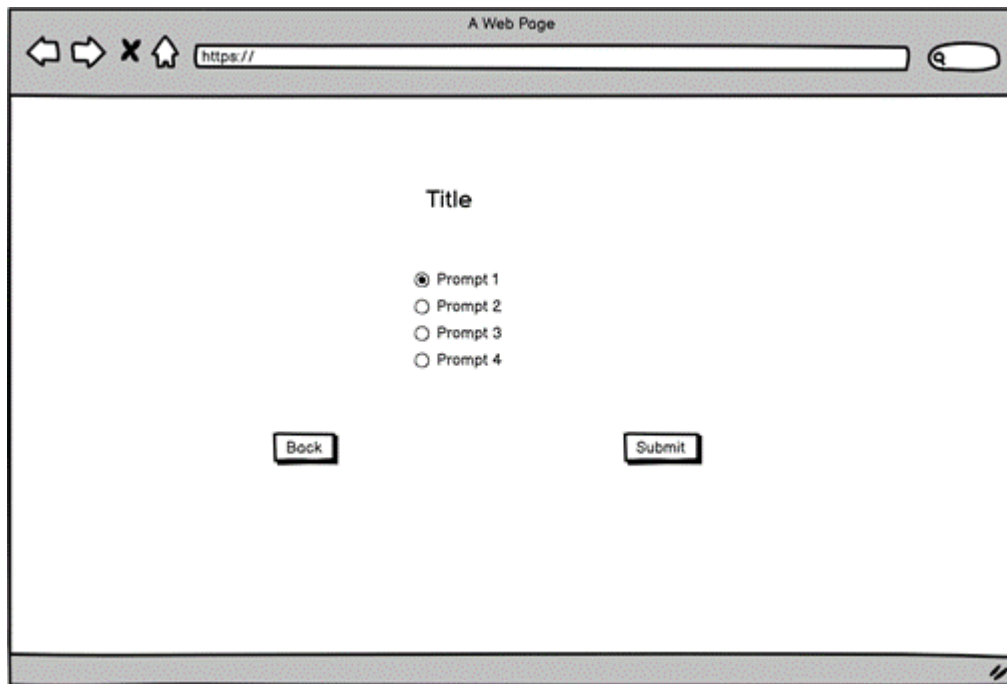 A Web Page
https://
Title
Prompt 1
Prompt 2
Prompt 3
Prompt 4
Back
Submit